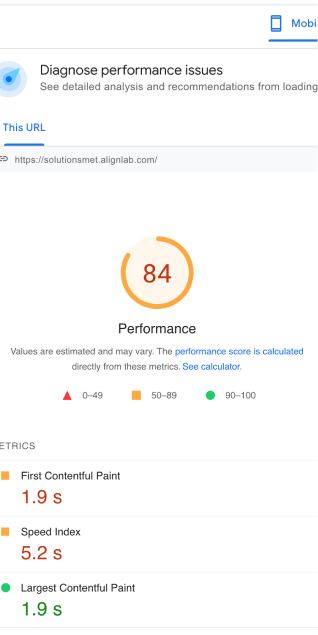 Mobi
Diagnose performance issues
See detailed analysis and recommendations from loading
This URL
https://solutionsmet.alignlab.com/
84
Performance
Values are estimated and may vary. The performance score is calculated
directly from these metrics. See calculator.
0–49 50–89 90–100
ETRICS
First Contentful Paint
1.9 s
Speed Index
5.2 s
Largest Contentful Paint
1.9 s